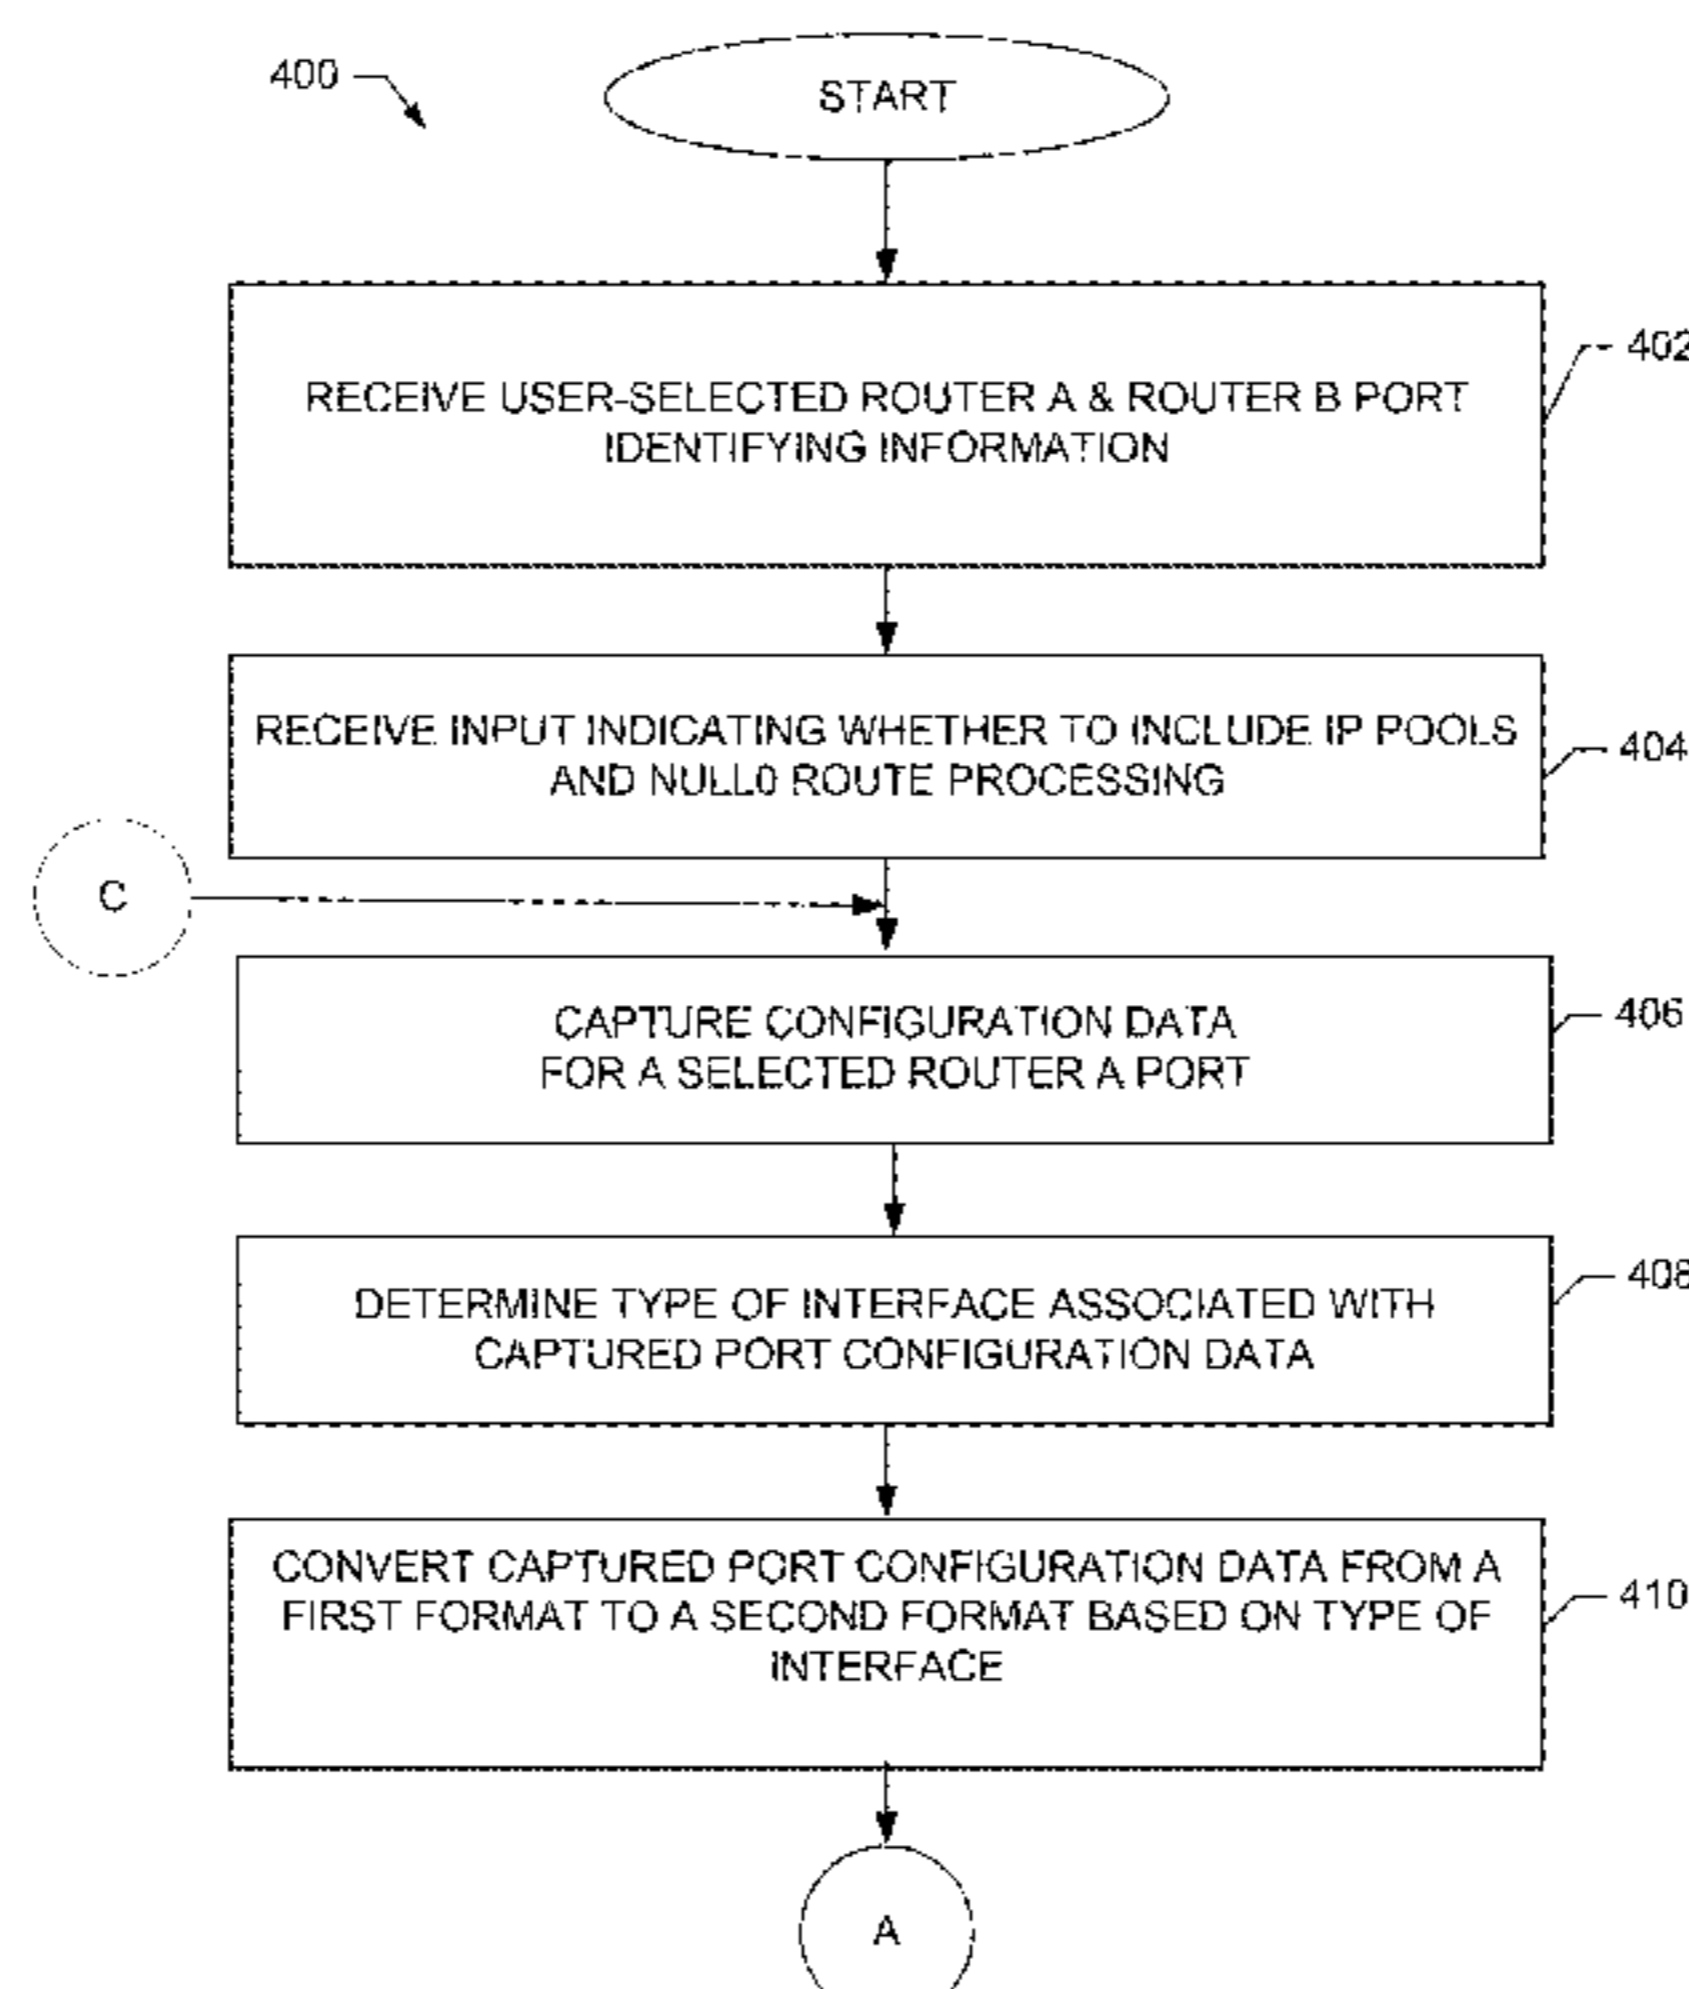 400
START
402
RECEIVE USER-SELECTED ROUTER A & ROUTER B PORT
IDENTIFYING INFORMATION
RECEIVE INPUT INDICATING WHETHER TO INCLUDE IP POOLS
AND NULL0 ROUTE PROCESSING
404
C
CAPTURE CONFIGURATION DATA
FOR A SELECTED ROUTER A PORT
406
DETERMINE TYPE OF INTERFACE ASSOCIATED WITH
CAPTURED PORT CONFIGURATION DATA
408
CONVERT CAPTURED PORT CONFIGURATION DATA FROM A
FIRST FORMAT TO A SECOND FORMAT BASED ON TYPE OF
INTERFACE
410
A